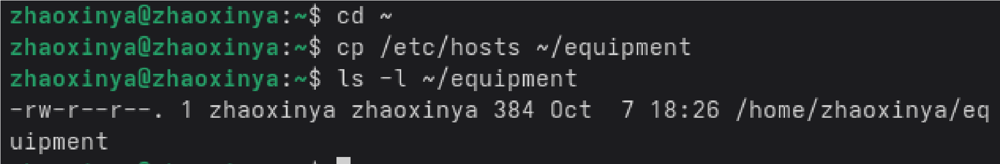 zhaoxinya@zhaoxinya:~$ cd ~
zhaoxinya@zhaoxinya:~$ cp /etc/hosts ~/equipment
zhaoxinya@zhaoxinya:~$ ls -l ~/equipment
-rw-r--r--. 1 zhaoxinya zhaoxinya 384 Oct  7 18:26 /home/zhaoxinya/eq
uipment